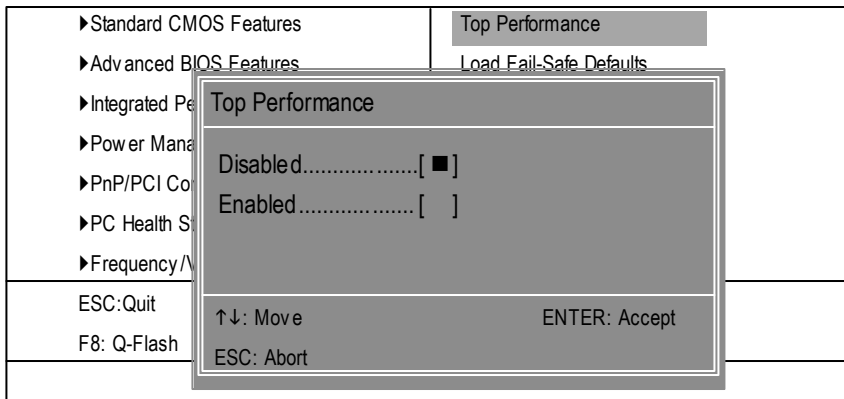 ▸Standard CMOS Features
Top Performance
▸Advanced BIOS Features
Load Fail-Safe Defaults
▸Integrated Pe
▸Power Mana
▸PnP/PCI Co
▸PC Health S
▸Frequency/V
Top Performance
Disabled...................[ ■ ]
Enabled...................[ ]
↑↓: Move
ENTER: Accept
ESC: Abort
ESC:Quit
F8: Q-Flash